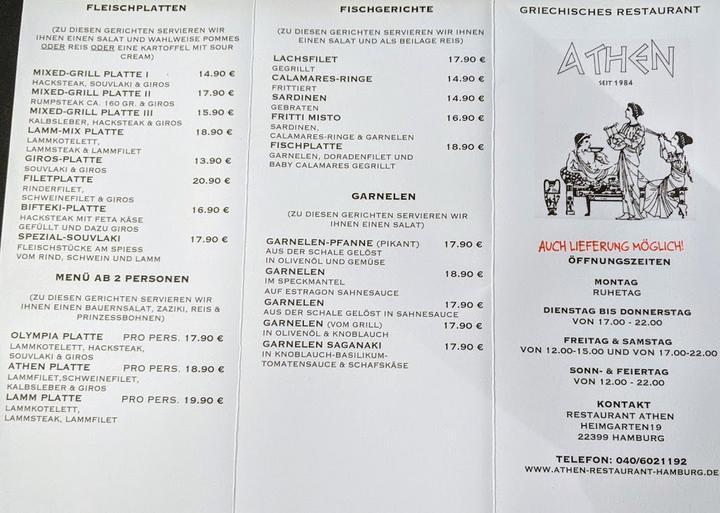 FLEISCHPLATTEN
(ZU DIESEN GERICHTEN SERVIEREN WIR
IHNEN EINEN SALAT UND WAHLWEISE POMMES
ODER REIS ODER EINE KARTOFFEL MIT SOUR
CREAM)
MIXED-GRILL PLATTE I 14.90 €
HACKSTEAK, SOUVLAKI & GIROS
MIXED-GRILL PLATTE II 17.90 €
RUMPSTEAK CA. 160 GR. & GIROS
MIXED-GRILL PLATTE III 15.90 €
KALBSLEBER, HACKSTEAK & GIROS
LAMM-MIX PLATTE 18.90 €
LAMMKOTELETT,
LAMMSTEAK & LAMMFILET
GIROS-PLATTE 13.90 €
SOUVLAKI & GIROS
FILETPLATTE 20.90 €
RINDERFILET,
SCHWEINEFILET & GIROS
BIFTEKI-PLATTE 16.90 €
HACKSTEAK MIT FETA KÄSE
GEFÜLLT UND DAZU GIROS
SPEZIAL-SOUVLAKI 17.90 €
FLEISCHSTÜCKE AM SPIESS
VOM RIND, SCHWEIN UND LAMM
MENÜ AB 2 PERSONEN
(ZU DIESEN GERICHTEN SERVIEREN WIR
IHNEN EINEN BAUERNSALAT, ZAZIKI, REIS &
PRINZESSBOHNEN)
OLYMPIA PLATTE PRO PERS. 17.90 €
LAMMKOTELETT, HACKSTEAK,
SOUVLAKI & GIROS
ATHEN PLATTE PRO PERS. 18.90 €
LAMMFILET,SCHWEINEFILET,
KALBSLEBER & GIROS
LAMM PLATTE PRO PERS. 19.90 €
LAMMKOTELETT,
LAMMSTEAK, LAMMFILET
FISCHGERICHTE
(ZU DIESEN GERICHTEN SERVIEREN WIR IHNEN
EINEN SALAT UND ALS BEILAGE REIS)
LACHSFILET 17.90 €
GEGRILLT
CALAMARES-RINGE 14.90 €
FRITTIERT
SARDINEN 14.90 €
GEBRATEN
FRITTI MISTO 16.90 €
SARDINEN,
CALAMARES-RINGE & GARNELEN
FISCHPLATTE 18.90 €
GARNELEN, DORADENFILET UND
BABY CALAMARES GEGRILLT
GARNELEN
(ZU DIESEN GERICHTEN SERVIEREN WIR
IHNEN EINEN SALAT)
GARNELEN-PFANNE (PIKANT) 17.90 €
AUS DER SCHALE GELÖST
IN OLIVENÖL UND GEMÜSE
GARNELEN 18.90 €
IM SPECKMANTEL
AUF ESTRAGON SAHNESAUCE
GARNELEN 17.90 €
AUS DER SCHALE GELÖST IN SAHNESAUCE
GARNELEN (VOM GRILL) 17.90 €
IN OLIVENÖL & KNOBLAUCH
GARNELEN SAGANAKI 17.90 €
IN KNOBLAUCH-BASILIKUM-
TOMATENSAUCE & SCHAFSKÄSE
GRIECHISCHES RESTAURANT
ATHEN
SEIT 1984
AUCH LIEFERUNG MÖGLICH!
ÖFFNUNGSZEITEN
MONTAG
RUHETAG
DIENSTAG BIS DONNERSTAG
VON 17.00 - 22.00
FREITAG & SAMSTAG
VON 12.00-15.00 UND VON 17.00-22.00
SONN- & FEIERTAG
VON 12.00 - 22.00
KONTAKT
RESTAURANT ATHEN
HEIMGARTEN19
22399 HAMBURG
TELEFON: 040/6021192
WWW.ATHEN-RESTAURANT-HAMBURG.DE